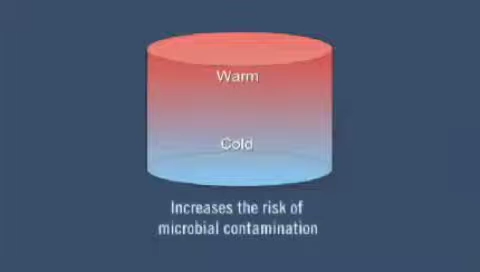 Warm
Cold
Increases the risk of
microbial contamination